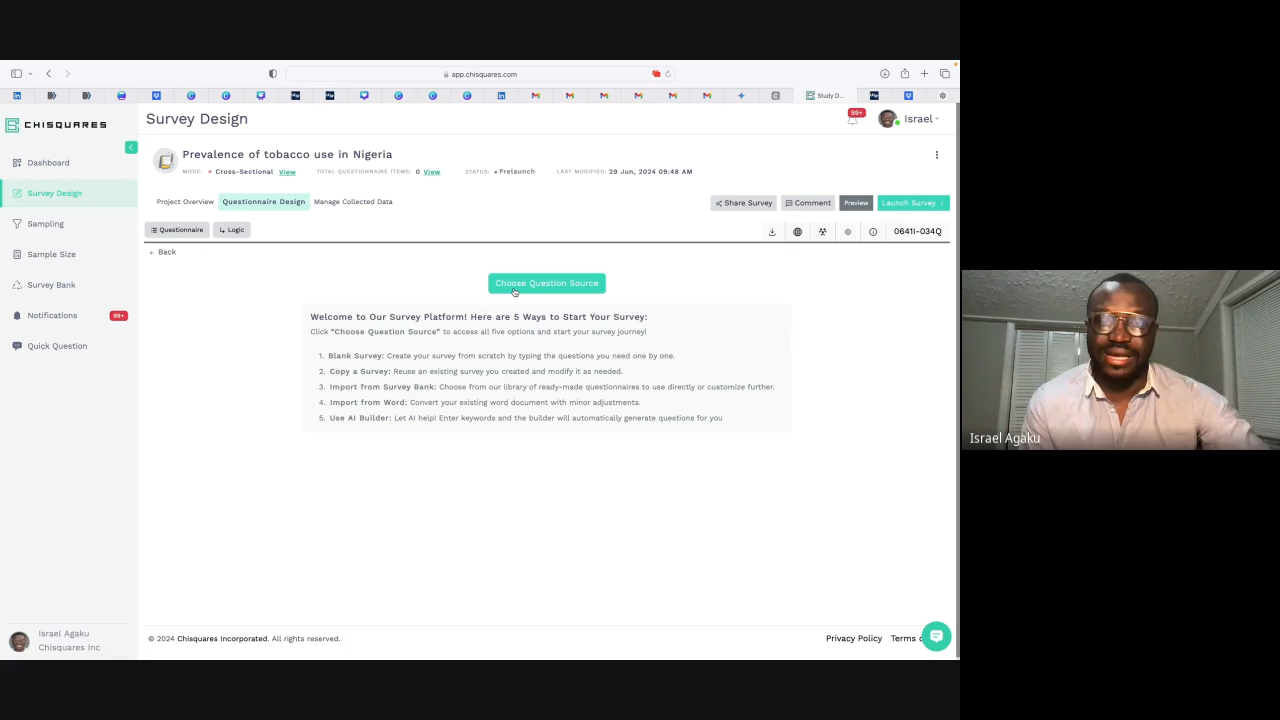 app.chisquares.com
Study D...
CHISQUARES
Survey Design
99+
Israel
Dashboard
Survey Design
Sampling
Sample Size
Survey Bank
Notifications
99+
Quick Question
Prevalence of tobacco use in Nigeria
MODE: Cross-Sectional View TOTAL QUESTIONNAIRE ITEMS: 0 View STATUS: Prelaunch LAST MODIFIED: 29 Jun, 2024 09:48 AM
Project Overview Questionnaire Design Manage Collected Data
Share Survey Comment Preview Launch Survey
Questionnaire Logic
0641I-034Q
Back
Choose Question Source
Welcome to Our Survey Platform! Here are 5 Ways to Start Your Survey:
Click "Choose Question Source" to access all five options and start your survey journey!
1. Blank Survey: Create your survey from scratch by typing the questions you need one by one.
2. Copy a Survey: Reuse an existing survey you created and modify it as needed.
3. Import from Survey Bank: Choose from our library of ready-made questionnaires to use directly or customize further.
4. Import from Word: Convert your existing word document with minor adjustments.
5. Use AI Builder: Let AI help! Enter keywords and the builder will automatically generate questions for you
Israel Agaku
Israel Agaku
Chisquares Inc
© 2024 Chisquares Incorporated. All rights reserved.
Privacy Policy Terms